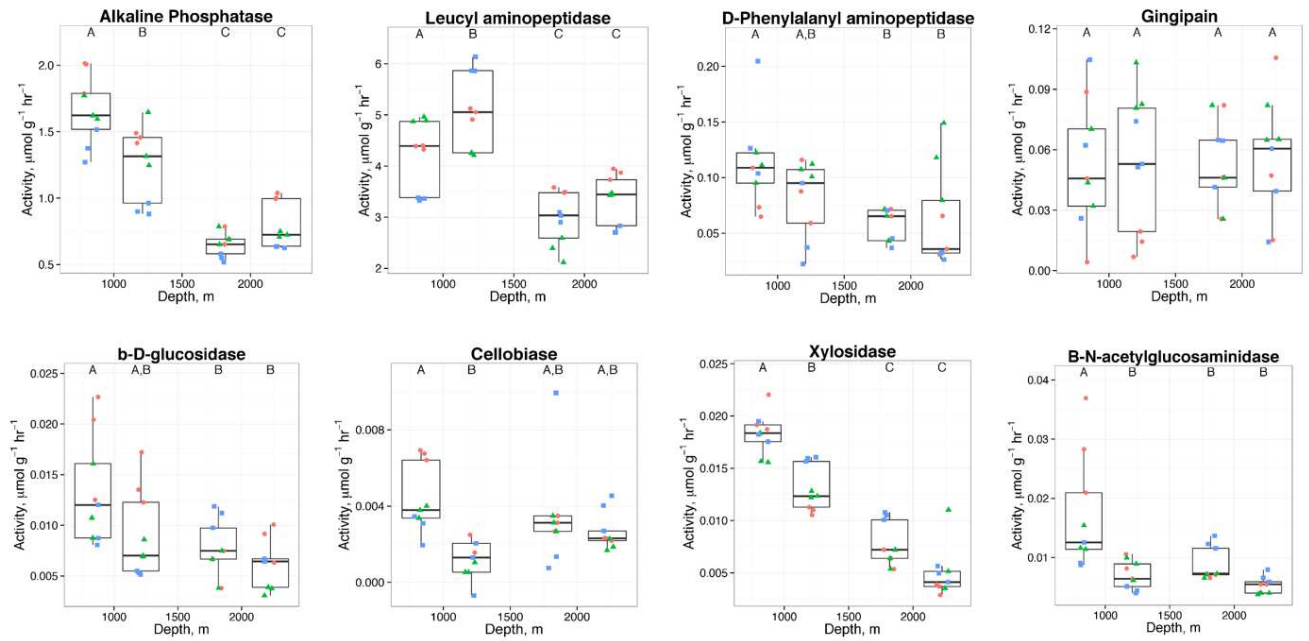 Alkaline Phosphatase
A B C C
Activity, μmol g⁻¹ hr⁻¹
2.0
1.5
1.0
0.5
1000 1500 2000
Depth, m
Leucyl aminopeptidase
A B C C
Activity, μmol g⁻¹ hr⁻¹
6
5
4
3
2
1000 1500 2000
Depth, m
D-Phenylalanyl aminopeptidase
A A,B B B
Activity, μmol g⁻¹ hr⁻¹
0.20
0.15
0.10
0.05
1000 1500 2000
Depth, m
Gingipain
A A A A
Activity, μmol g⁻¹ hr⁻¹
0.12
0.09
0.06
0.03
0.00
1000 1500 2000
Depth, m
b-D-glucosidase
A A,B B B
Activity, μmol g⁻¹ hr⁻¹
0.025
0.020
0.015
0.010
0.005
1000 1500 2000
Depth, m
Cellobiase
A B A,B A,B
Activity, μmol g⁻¹ hr⁻¹
0.008
0.004
0.000
1000 1500 2000
Depth, m
Xylosidase
A B C C
Activity, μmol g⁻¹ hr⁻¹
0.025
0.020
0.015
0.010
0.005
1000 1500 2000
Depth, m
B-N-acetylglucosaminidase
A B B B
Activity, μmol g⁻¹ hr⁻¹
0.04
0.03
0.02
0.01
1000 1500 2000
Depth, m